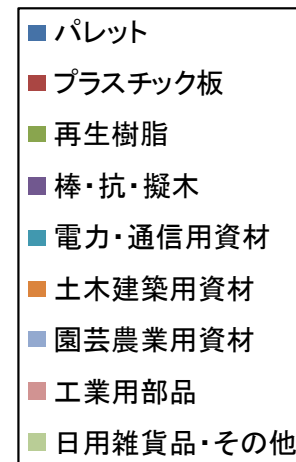 パレット
プラスチック板
再生樹脂
棒・抗・擬木
電力・通信用資材
土木建築用資材
園芸農業用資材
工業用部品
日用雑貨品・その他